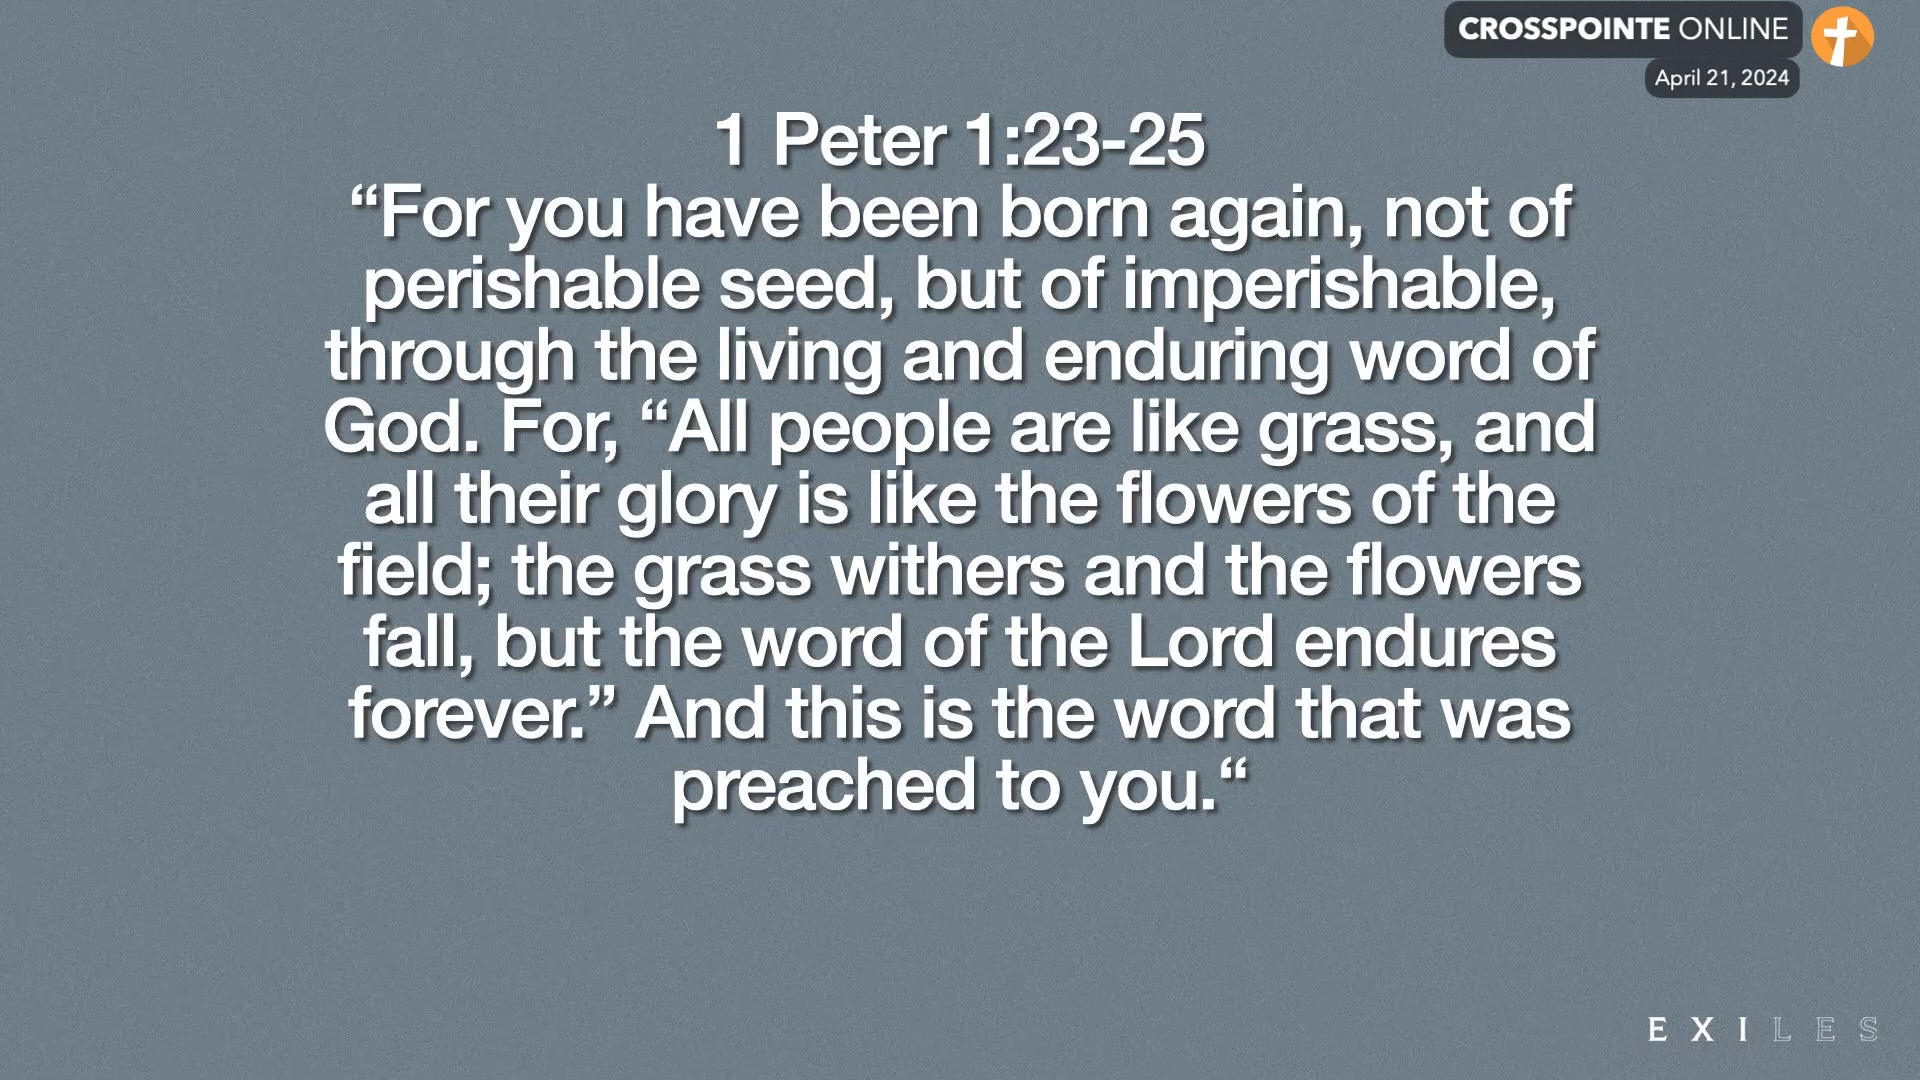 CROSSPOINTE ONLINE
April 21, 2024
1 Peter 1:23-25
“For you have been born again, not of
perishable seed, but of imperishable,
through the living and enduring word of
God. For, “All people are like grass, and
all their glory is like the flowers of the
field; the grass withers and the flowers
fall, but the word of the Lord endures
forever.” And this is the word that was
preached to you.“
EXILES